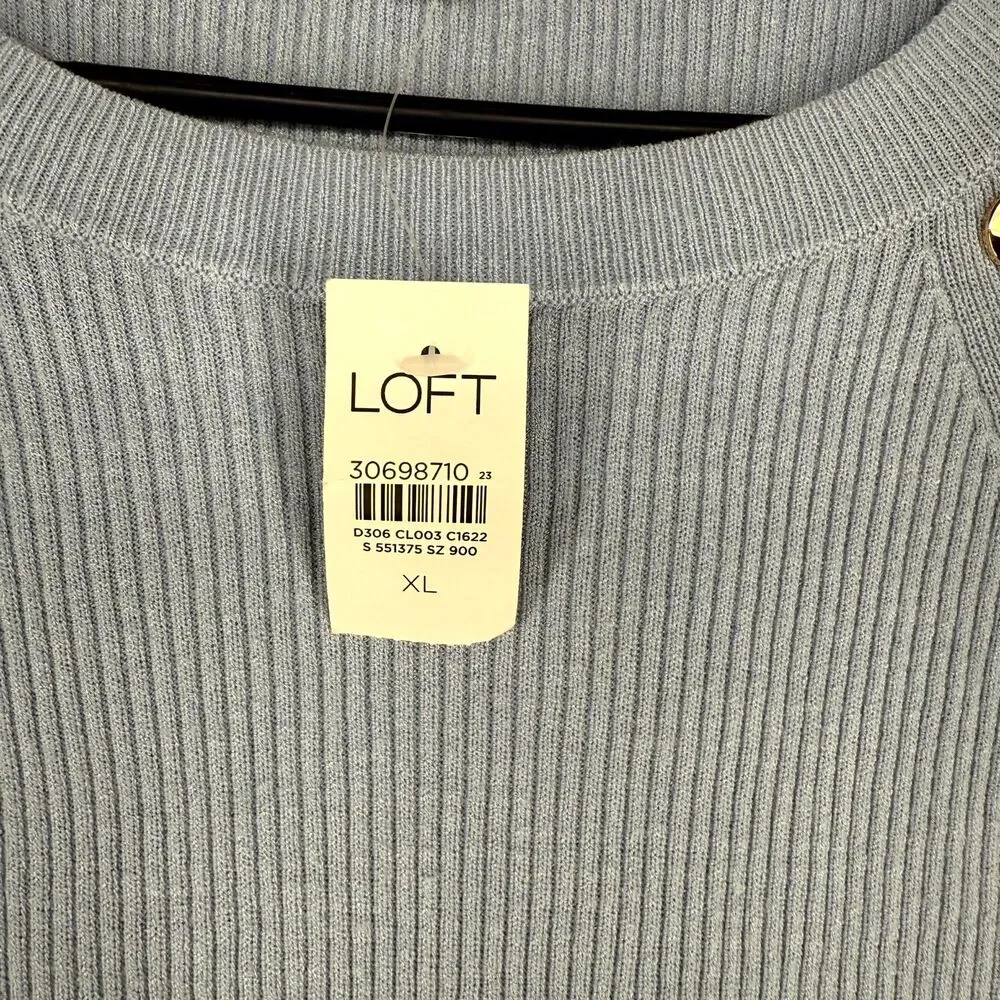 LOFT
30698710 23
D306 CL003 C1622
S 551375 SZ 900
XL